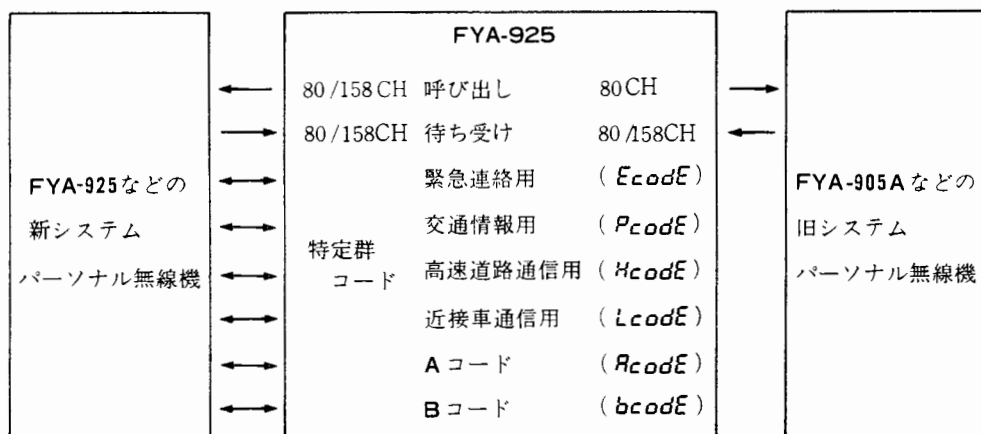 FYA-925
80/158CH 呼び出し 80CH
80/158CH 待ち受け 80/158CH
緊急連絡用 (EcodE)
交通情報用 (PcodE)
特定群
コード
高速道路通信用 (HcodE)
近接車通信用 (LcodE)
Aコード (AcodE)
Bコード (bcodE)
FYA-925などの
新システム
パーソナル無線機
FYA-905Aなどの
旧システム
パーソナル無線機